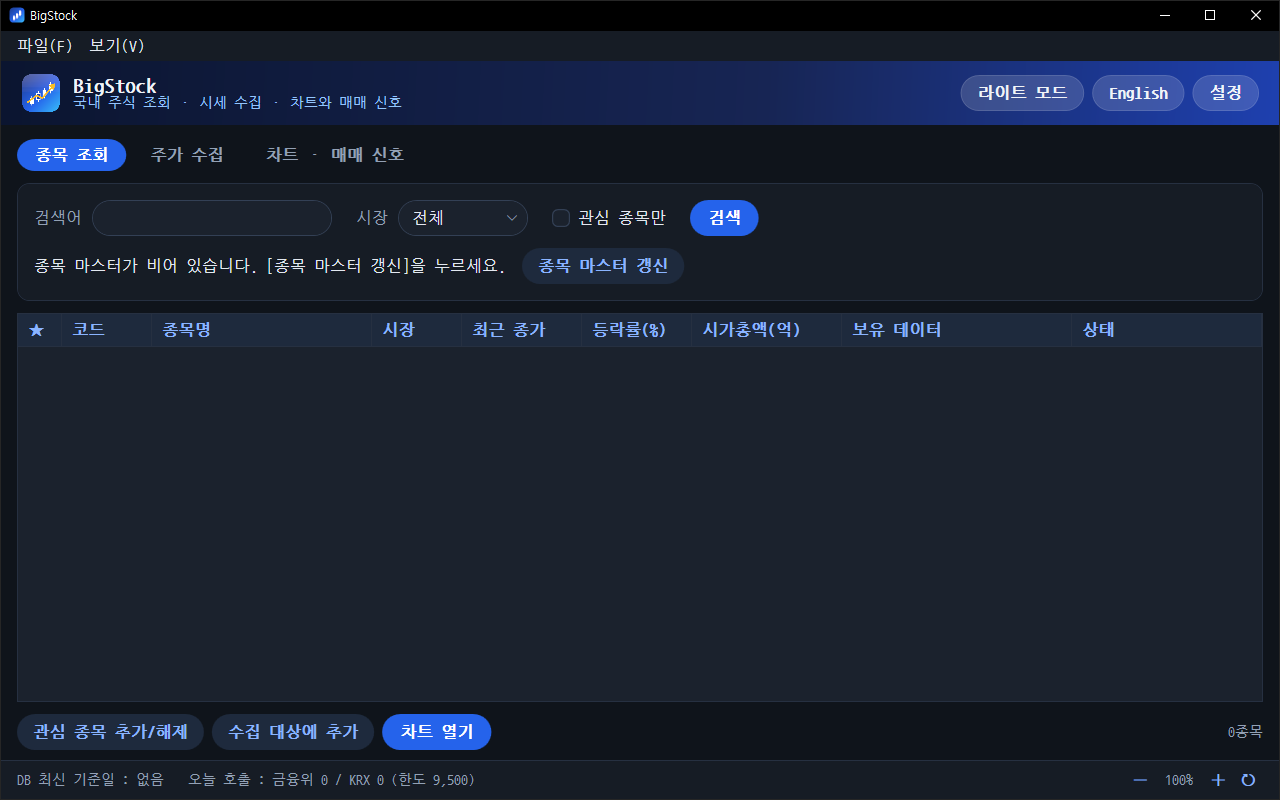 BigStock
파일(F) 보기(V)
BigStock
국내 주식 조회 · 시세 수집 · 차트와 매매 신호
라이트 모드 English 설정
종목 조회 주가 수집 차트 · 매매 신호
검색어 시장 전체 관심 종목만 검색
종목 마스터가 비어 있습니다. [종목 마스터 갱신]을 누르세요. 종목 마스터 갱신
★ 코드 종목명 시장 최근 종가 등락률(%) 시가총액(억) 보유 데이터 상태
관심 종목 추가/해제 수집 대상에 추가 차트 열기 0종목
DB 최신 기준일 : 없음 오늘 호출 : 금융위 0 / KRX 0 (한도 9,500) — 100% +